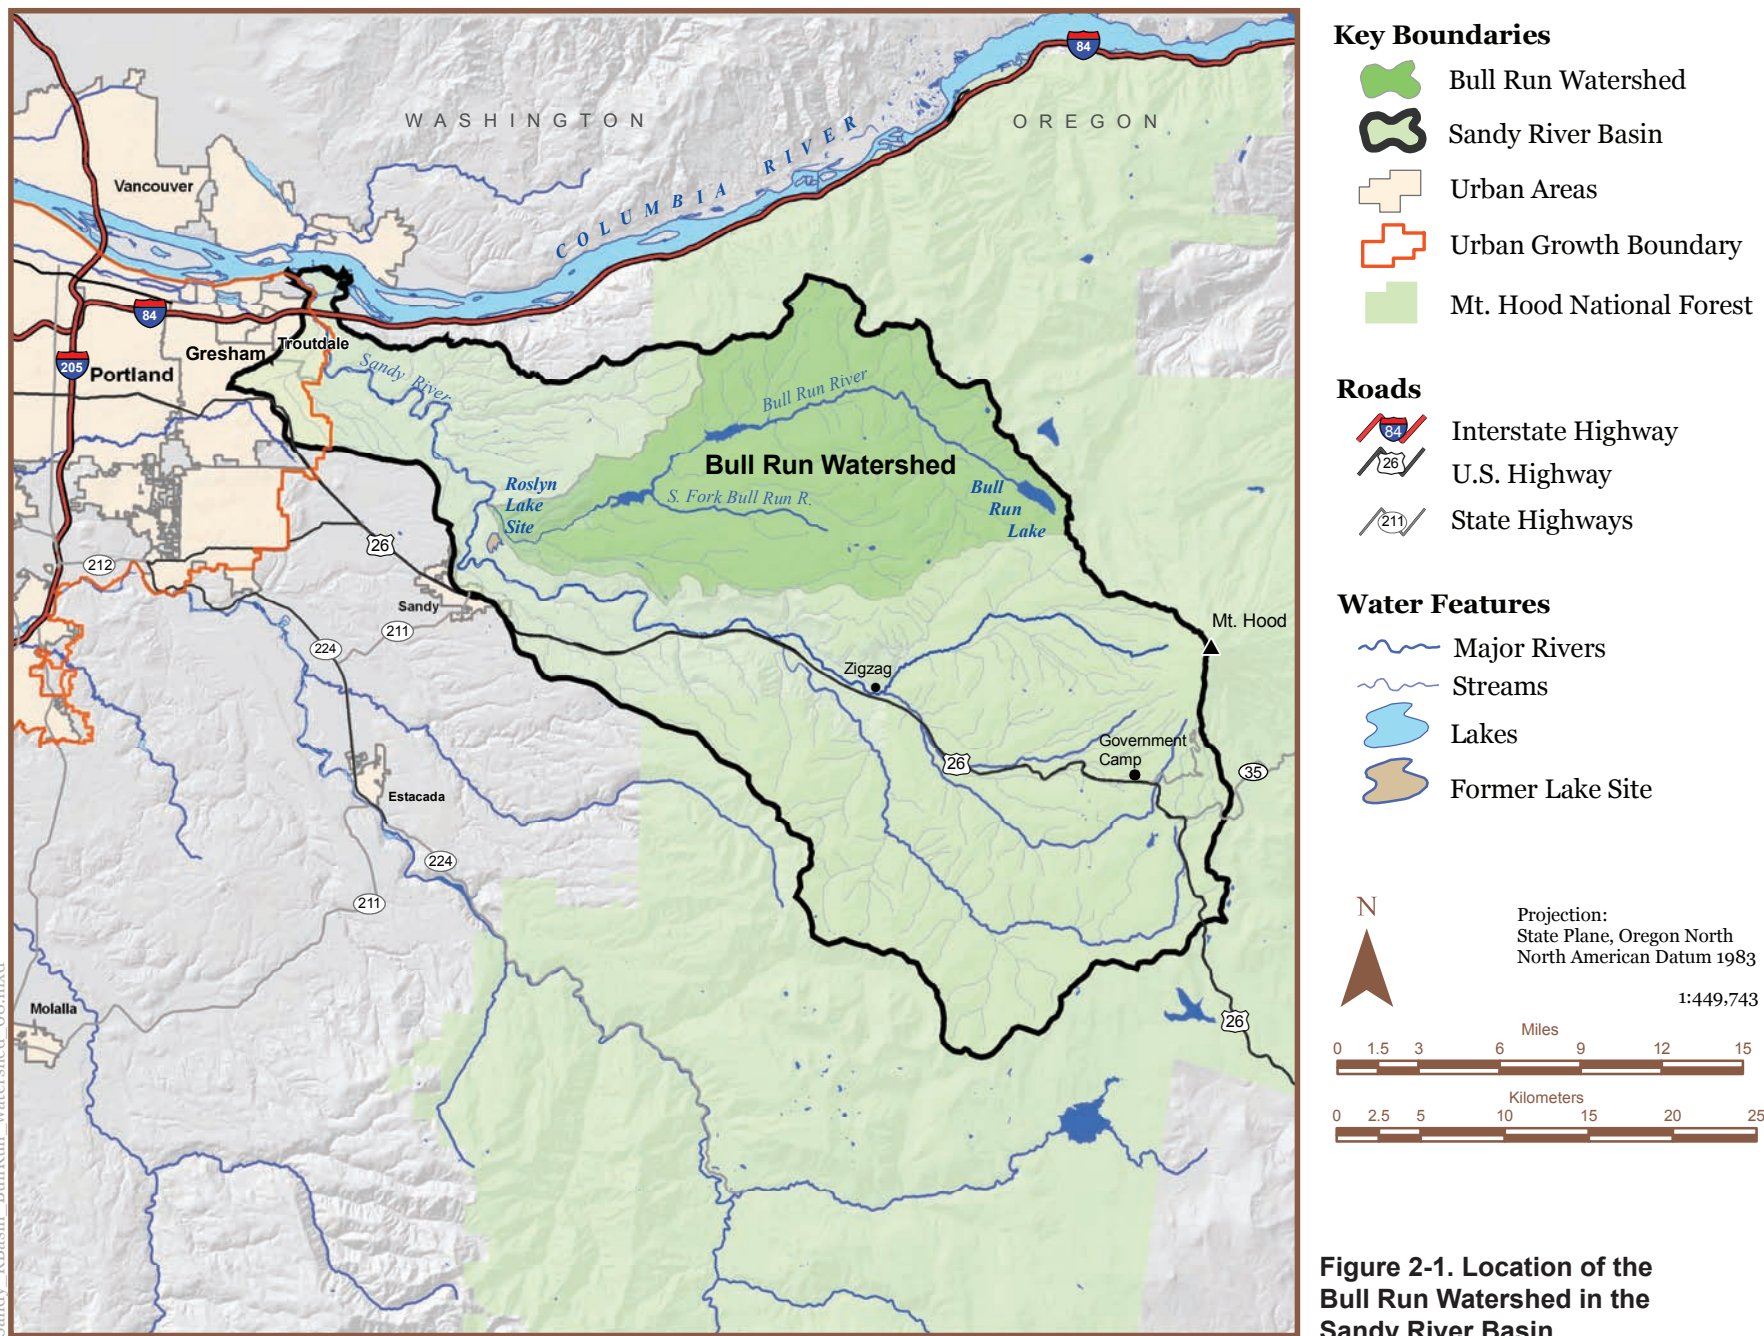 WASHINGTON
OREGON
COLUMBIA RIVER
84
Vancouver
84
205
Gresham
Troutdale
Portland
Sandy River
Bull Run River
Bull Run Watershed
S. Fork Bull Run R.
Roslyn
Lake
Site
Bull
Run
Lake
26
212
Sandy
211
224
Mt. Hood
Zigzag
Government
Camp
26
35
Estacada
224
211
Molalla
26
Key Boundaries
Bull Run Watershed
Sandy River Basin
Urban Areas
Urban Growth Boundary
Mt. Hood National Forest
Roads
84
Interstate Highway
26
U.S. Highway
211
State Highways
Water Features
Major Rivers
Streams
Lakes
Former Lake Site
N
Projection:
State Plane, Oregon North
North American Datum 1983
1:449,743
Miles
0 1.5 3 6 9 12 15
Kilometers
0 2.5 5 10 15 20 25
Figure 2-1. Location of the
Bull Run Watershed in the
Sandy River Basin